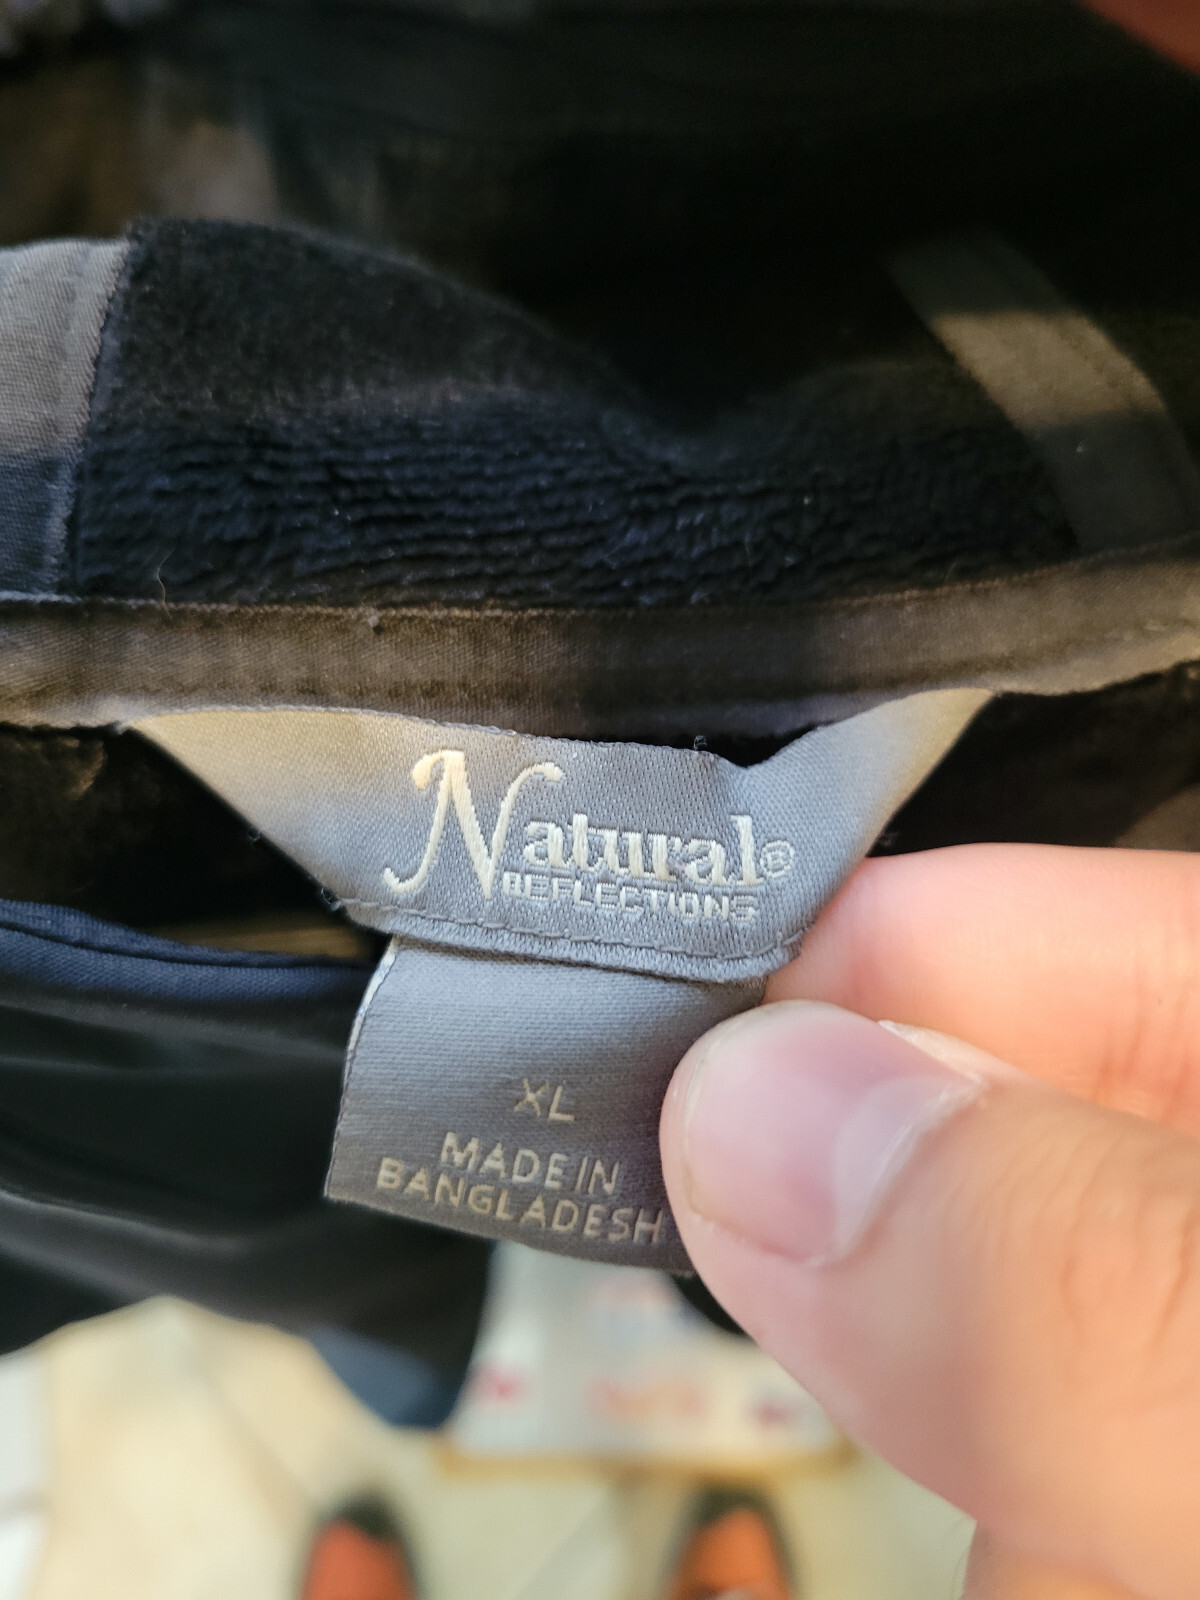 Natural®
REFLECTIONS
XL
MADE IN
BANGLADESH